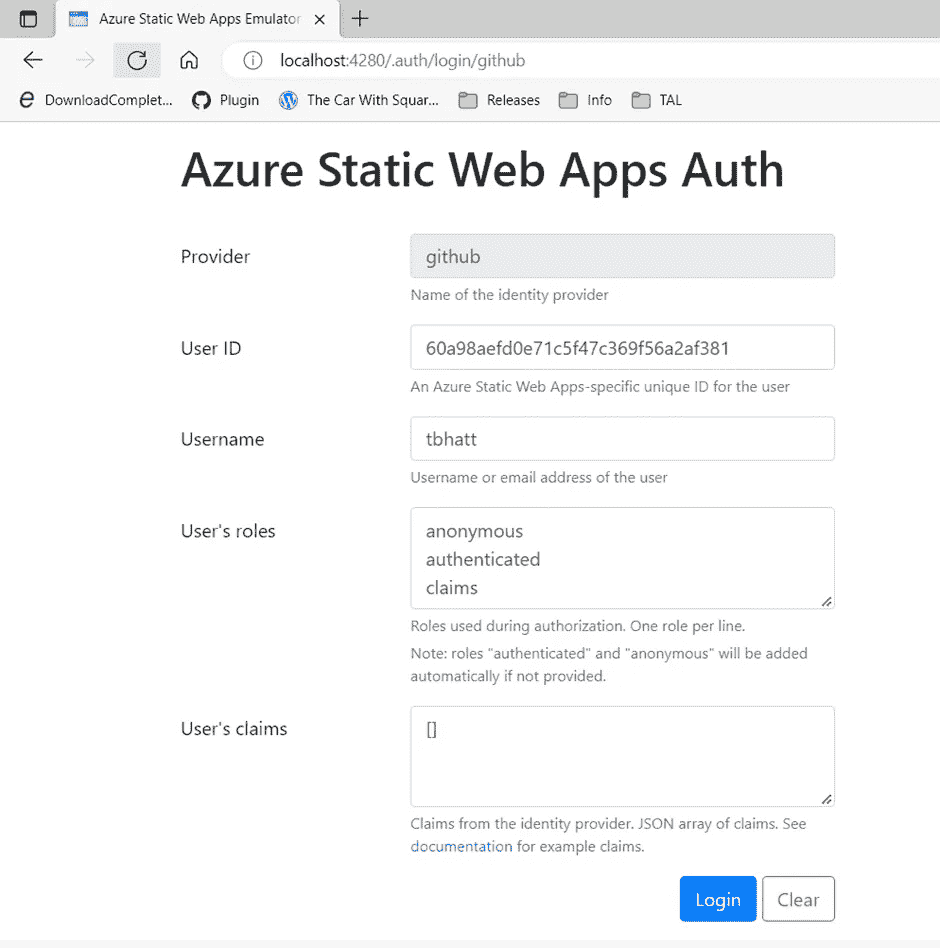 Azure Static Web Apps Emulator
localhost:4280/.auth/login/github
DownloadComplet... Plugin The Car With Squar... Releases Info TAL
Azure Static Web Apps Auth
Provider
github
Name of the identity provider
User ID
60a98aefd0e71c5f47c369f56a2af381
An Azure Static Web Apps-specific unique ID for the user
Username
tbhatt
Username or email address of the user
User's roles
anonymous
authenticated
claims
Roles used during authorization. One role per line.
Note: roles "authenticated" and "anonymous" will be added
automatically if not provided.
User's claims
[]
Claims from the identity provider. JSON array of claims. See
documentation for example claims.
Login Clear